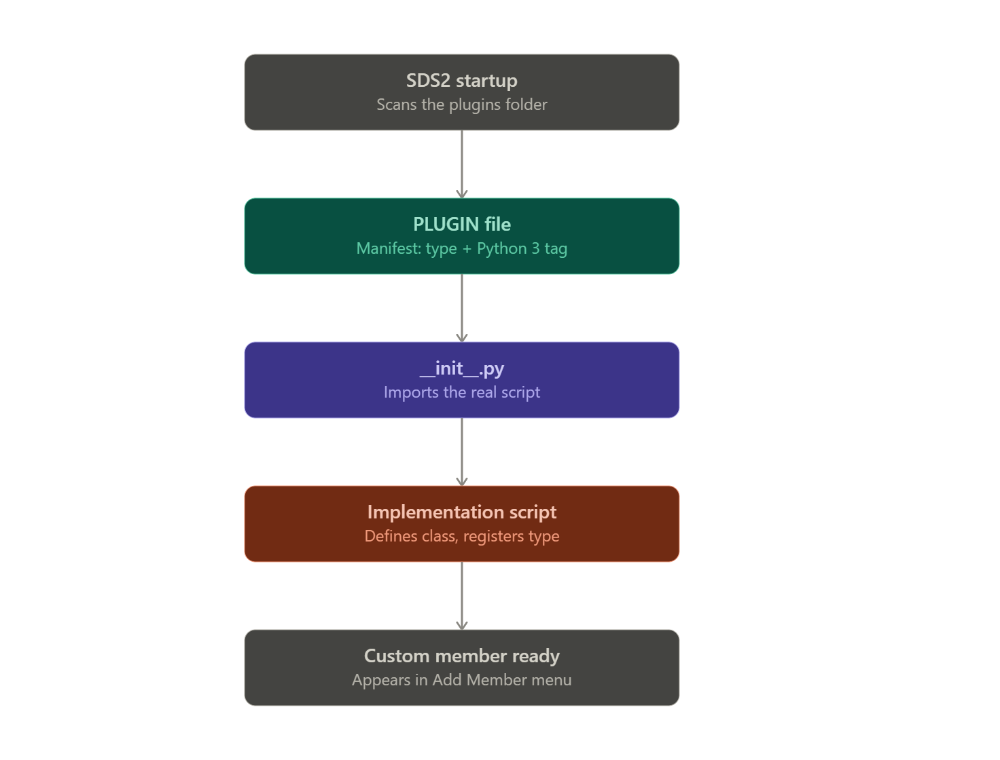 SDS2 startup
Scans the plugins folder
PLUGIN file
Manifest: type + Python 3 tag
__init__.py
Imports the real script
Implementation script
Defines class, registers type
Custom member ready
Appears in Add Member menu